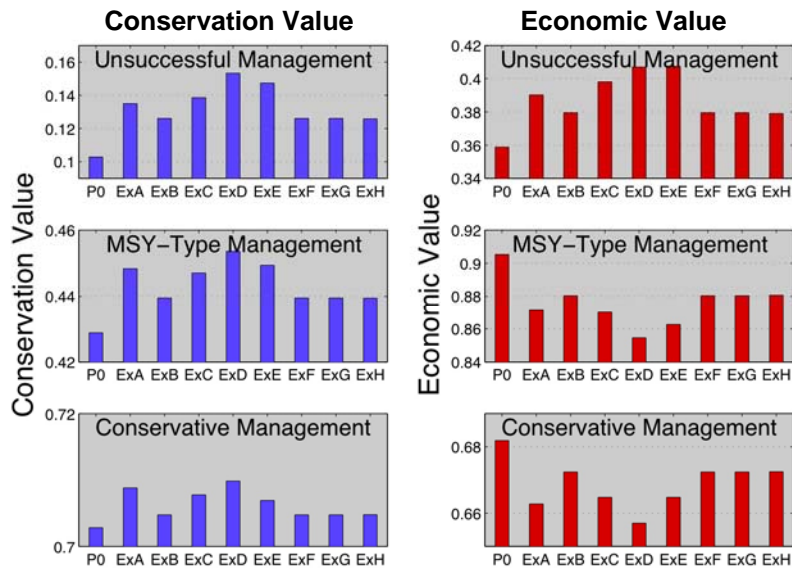 Conservation Value Economic Value
Unsuccessful Management
0.16
0.14
0.12
0.1
P0 ExA ExB ExC ExD ExE ExF ExG ExH
Unsuccessful Management
0.42
0.4
0.38
0.36
0.34
P0 ExA ExB ExC ExD ExE ExF ExG ExH
Conservation Value
MSY-Type Management
0.46
0.44
0.42
P0 ExA ExB ExC ExD ExE ExF ExG ExH
Economic Value
MSY-Type Management
0.92
0.9
0.88
0.86
0.84
P0 ExA ExB ExC ExD ExE ExF ExG ExH
Conservative Management
0.72
0.7
P0 ExA ExB ExC ExD ExE ExF ExG ExH
Conservative Management
0.68
0.66
P0 ExA ExB ExC ExD ExE ExF ExG ExH